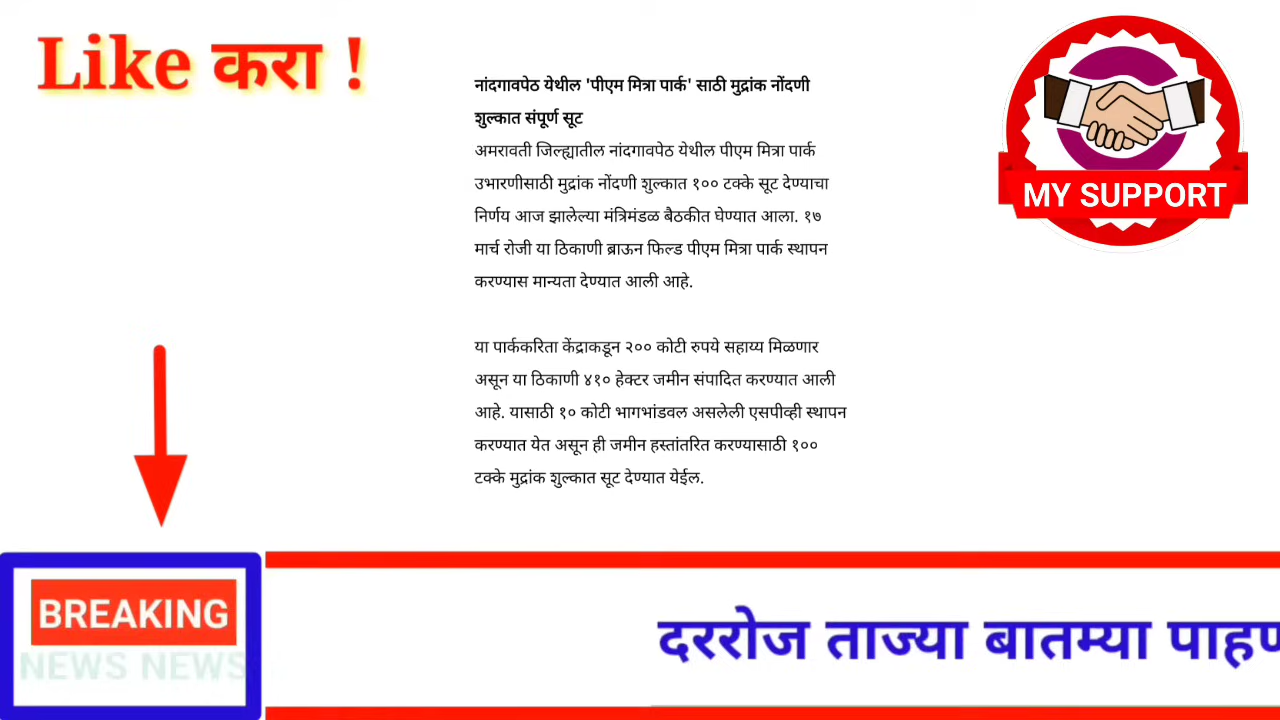 Like करा !
MY SUPPORT
नांदगावपेठ येथील 'पीएम मित्रा पार्क' साठी मुद्रांक नोंदणी
शुल्कात संपूर्ण सूट
अमरावती जिल्ह्यातील नांदगावपेठ येथील पीएम मित्रा पार्क
उभारणीसाठी मुद्रांक नोंदणी शुल्कात १०० टक्के सूट देण्याचा
निर्णय आज झालेल्या मंत्रिमंडळ बैठकीत घेण्यात आला. १७
मार्च रोजी या ठिकाणी ब्राऊन फिल्ड पीएम मित्रा पार्क स्थापन
करण्यास मान्यता देण्यात आली आहे.
या पार्ककरिता केंद्राकडून २०० कोटी रुपये सहाय्य मिळणार
असून या ठिकाणी ४१० हेक्टर जमीन संपादित करण्यात आली
आहे. यासाठी १० कोटी भागभांडवल असलेली एसपीव्ही स्थापन
करण्यात येत असून ही जमीन हस्तांतरित करण्यासाठी १००
टक्के मुद्रांक शुल्कात सूट देण्यात येईल.
BREAKING
NEWS NEWS
दररोज ताज्या बातम्या